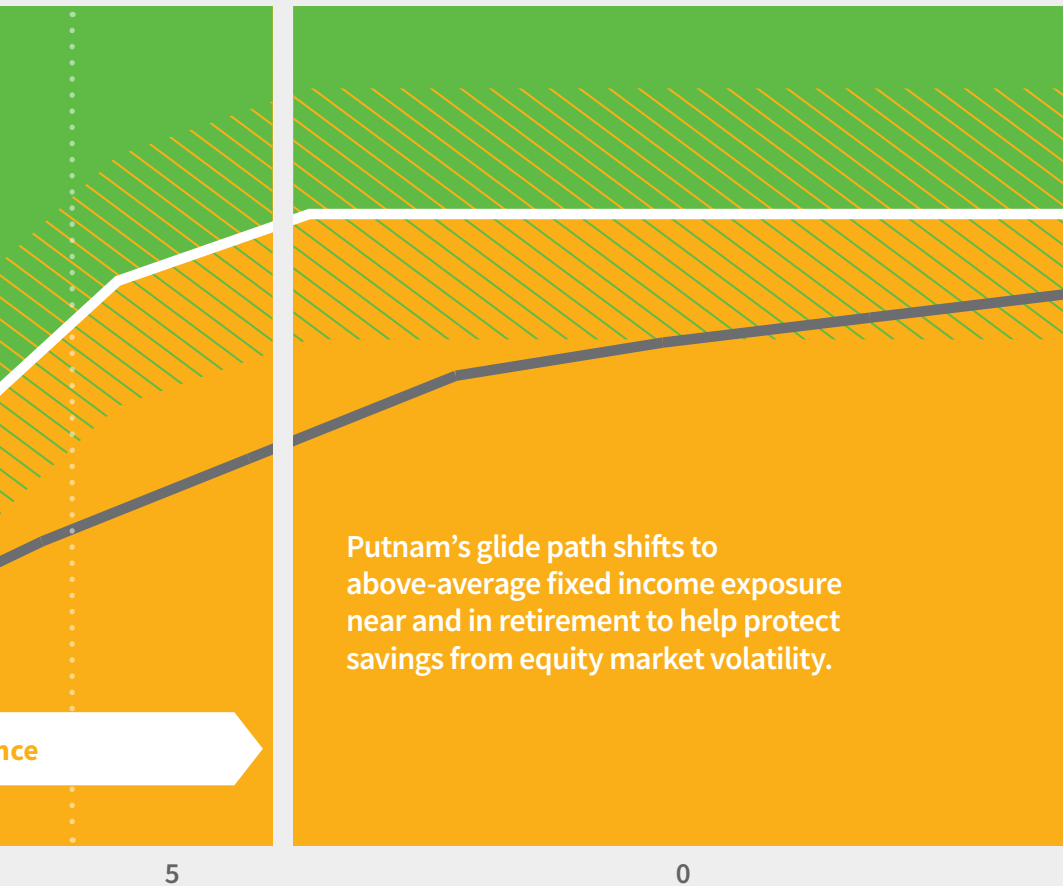 Putnam’s glide path shifts to
above-average fixed income exposure
near and in retirement to help protect
savings from equity market volatility.
5
0